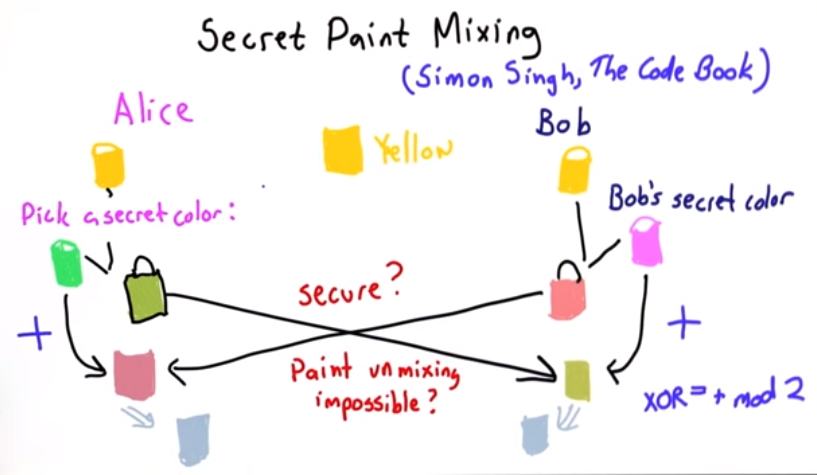 Secret Paint Mixing
(Simon Singh, The Code Book)
Alice
Yellow
Bob
Pick a secret color:
Bob's secret color
secure?
+
+
Paint unmixing
impossible?
XOR = + mod 2